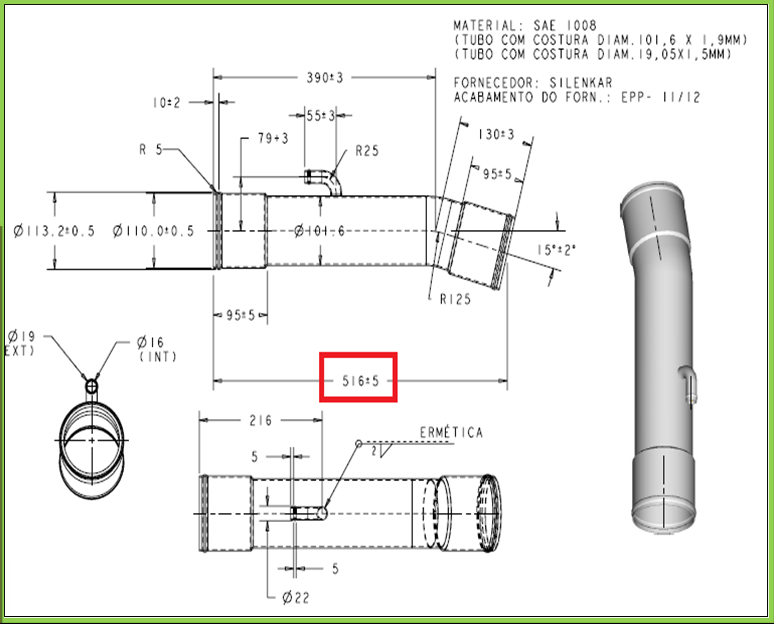 MATERIAL: SAE 1008
(TUBO COM COSTURA DIAM.101,6 X 1,9MM)
(TUBO COM COSTURA DIAM.19,05X1,5MM)
FORNECEDOR: SILENKAR
ACABAMENTO DO FORN.: EPP- 11/12
390±3
10±2
55±3
79+3
R 5
R25
130±3
95±5
Ø113.2±0.5
Ø110.0±0.5
Ø101.6
15°±2°
R125
95±5
Ø19
EXT)
Ø16
(INT)
516±5
216
ERMÉTICA
5
2
5
Ø22